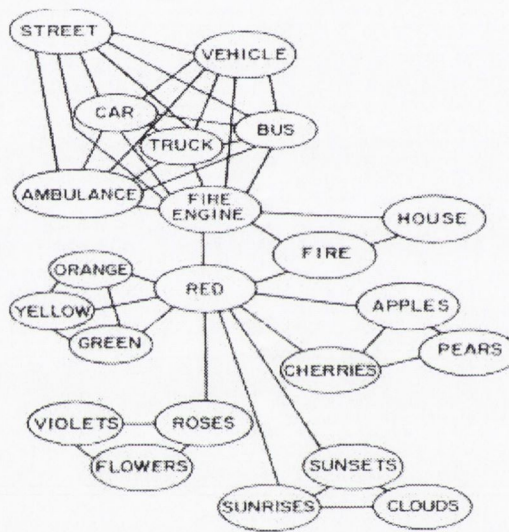 STREET
VEHICLE
CAR
TRUCK
BUS
AMBULANCE
FIRE
ENGINE
HOUSE
FIRE
ORANGE
RED
YELLOW
GREEN
APPLES
PEARS
CHERRIES
VIOLETS
ROSES
FLOWERS
SUNSETS
SUNRISES
CLOUDS